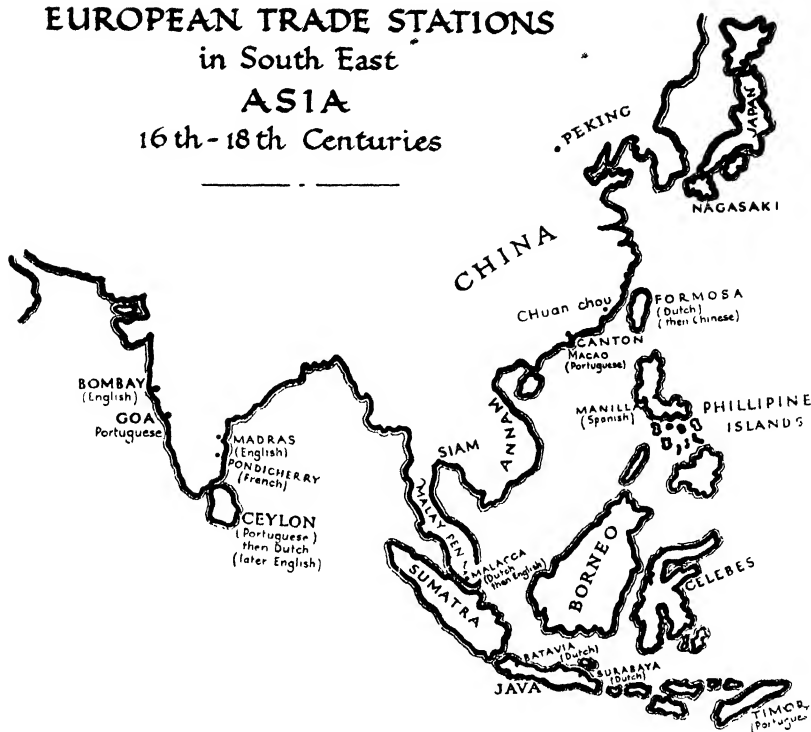 EUROPEAN TRADE STATIONS
in South East
ASIA
16th-18th Centuries
PEKING
JAPAN
NAGASAKI
CHINA
CHuan chou
FORMOSA
(Dutch)
(then Chinese)
CANTON
MACAO
(Portuguese)
BOMBAY
(English)
GOA
Portuguese
MADRAS
(English)
PONDICHERRY
(French)
CEYLON
(Portuguese)
then Dutch
(later English)
SIAM
ANNAM
MANILLA
(Spanish)
PHILLIPINE
ISLANDS
MALAY PEN
MALACCA
(Dutch
then English)
SUMATRA
BORNEO
CELEBES
BATAVIA
(Dutch)
SURABAYA
(Dutch)
JAVA
TIMOR
(Portugue